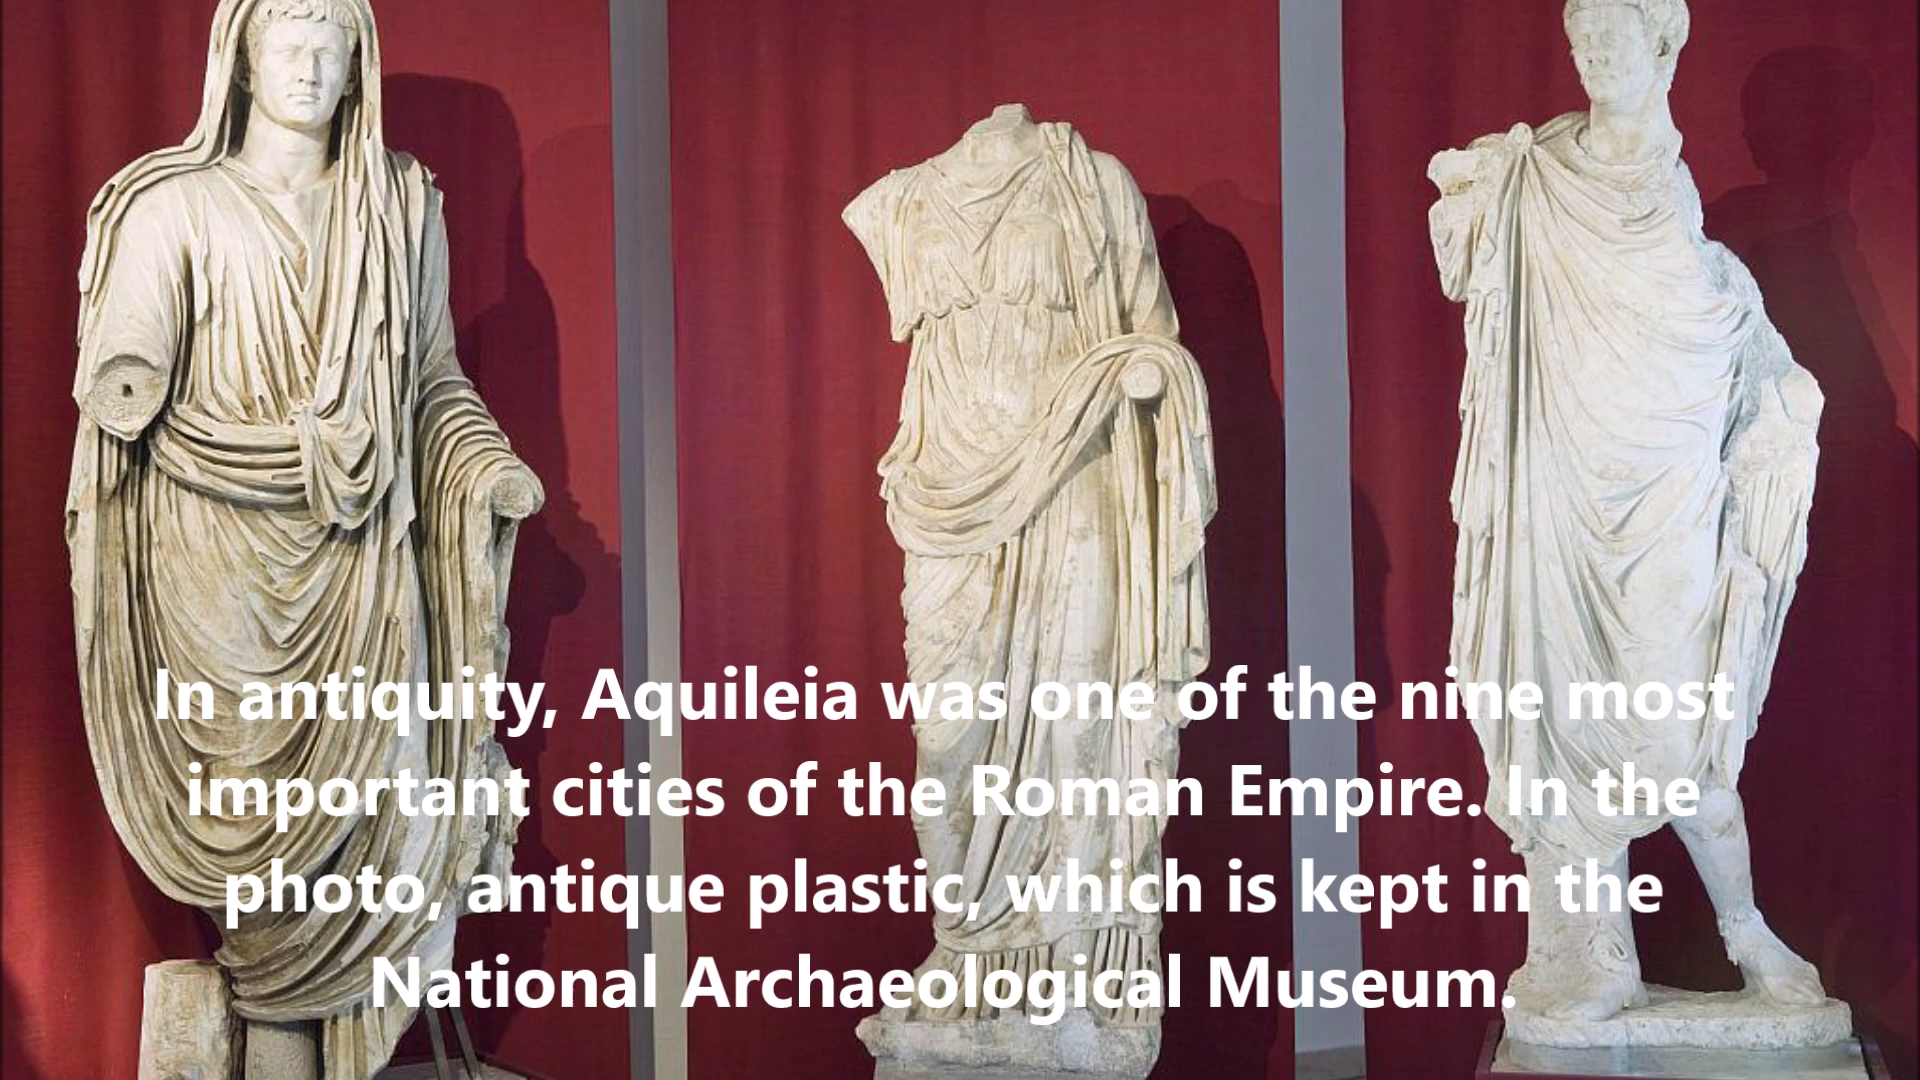 In antiquity, Aquileia was one of the nine most
important cities of the Roman Empire. In the
photo, antique plastic, which is kept in the
National Archaeological Museum.